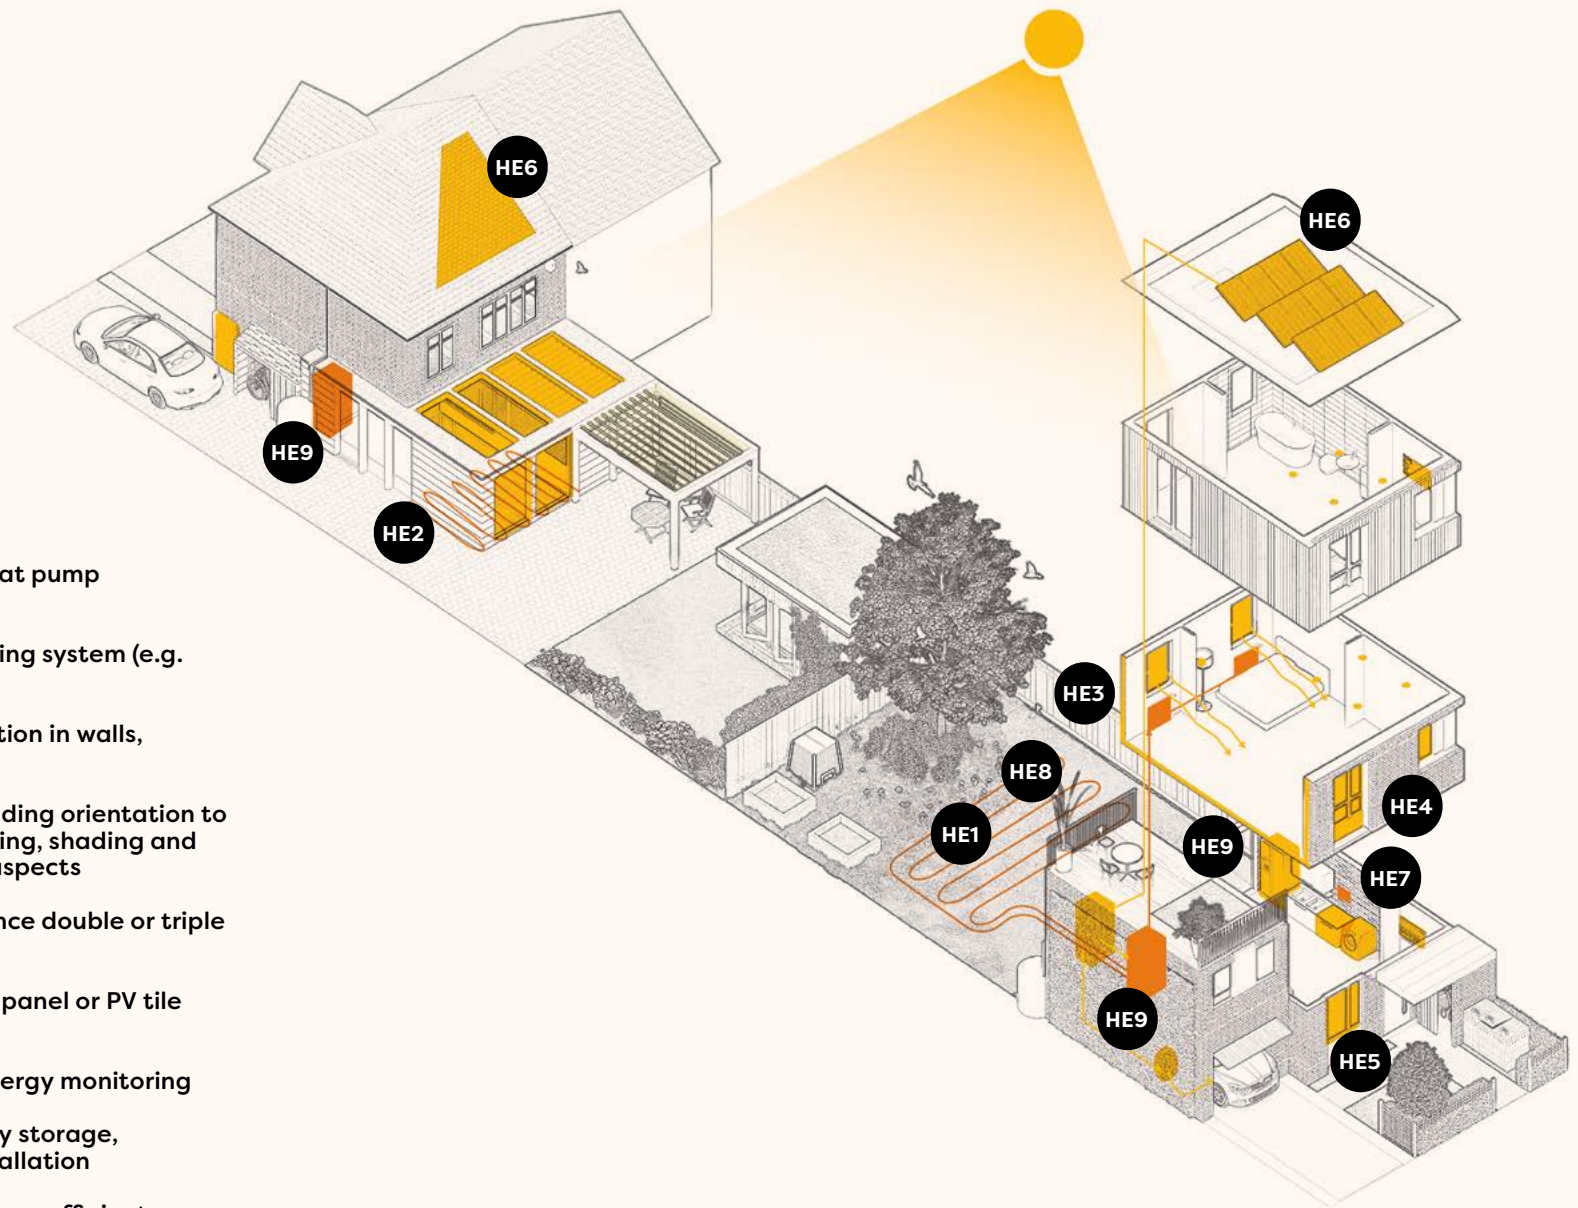 HE6
HE6
HE9
HE2
HE3
HE8
HE1
HE4
HE9
HE7
HE9
HE5
at pump
ing system (e.g.
tion in walls,
ding orientation to
ing, shading and
aspects
nce double or triple
panel or PV tile
ergy monitoring
y storage,
allation